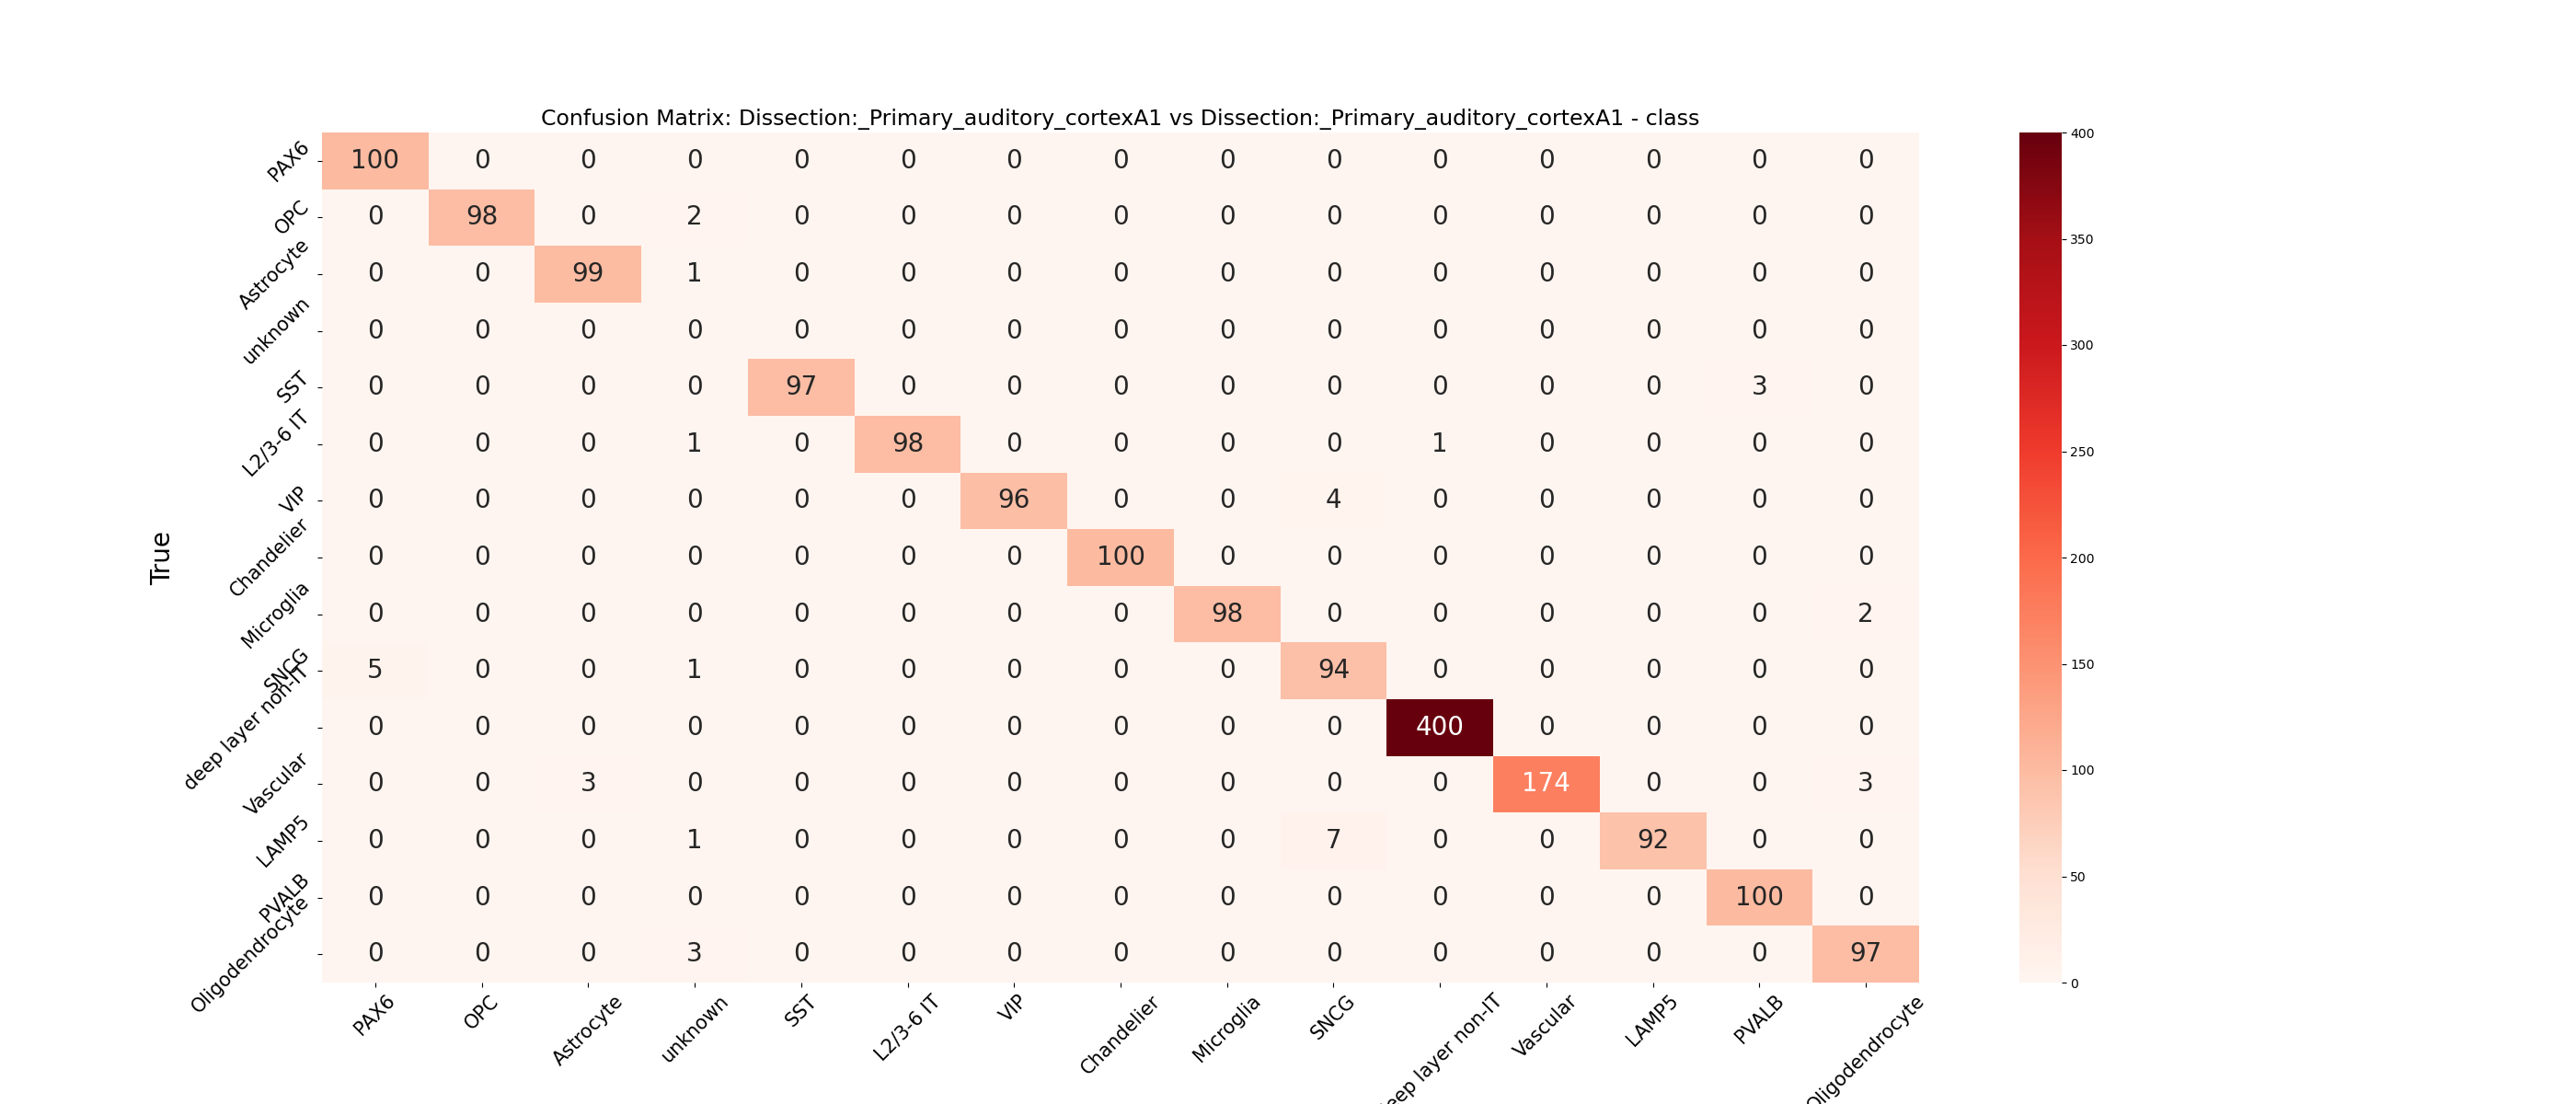 Confusion Matrix: Dissection:_Primary_auditory_cortexA1 vs Dissection:_Primary_auditory_cortexA1 - class
True
PAX6 100 0 0 0 0 0 0 0 0 0 0 0 0 0 0
OPC 0 98 0 2 0 0 0 0 0 0 0 0 0 0 0
Astrocyte 0 0 99 1 0 0 0 0 0 0 0 0 0 0 0
unknown 0 0 0 0 0 0 0 0 0 0 0 0 0 0 0
SST 0 0 0 0 97 0 0 0 0 0 0 0 0 3 0
L2/3-6 IT 0 0 0 1 0 98 0 0 0 0 1 0 0 0 0
VIP 0 0 0 0 0 0 96 0 0 4 0 0 0 0 0
Chandelier 0 0 0 0 0 0 0 100 0 0 0 0 0 0 0
Microglia 0 0 0 0 0 0 0 0 98 0 0 0 0 0 2
SNCG 5 0 0 1 0 0 0 0 0 94 0 0 0 0 0
deep layer non-IT 0 0 0 0 0 0 0 0 0 0 400 0 0 0 0
Vascular 0 0 3 0 0 0 0 0 0 0 0 174 0 0 3
LAMP5 0 0 0 1 0 0 0 0 0 7 0 0 92 0 0
PVALB 0 0 0 0 0 0 0 0 0 0 0 0 0 100 0
Oligodendrocyte 0 0 0 3 0 0 0 0 0 0 0 0 0 0 97
PAX6 OPC Astrocyte unknown SST L2/3-6 IT VIP Chandelier Microglia SNCG eep layer non-IT Vascular LAMP5 PVALB Oligodendrocyte
400
350
300
250
200
150
100
50
0